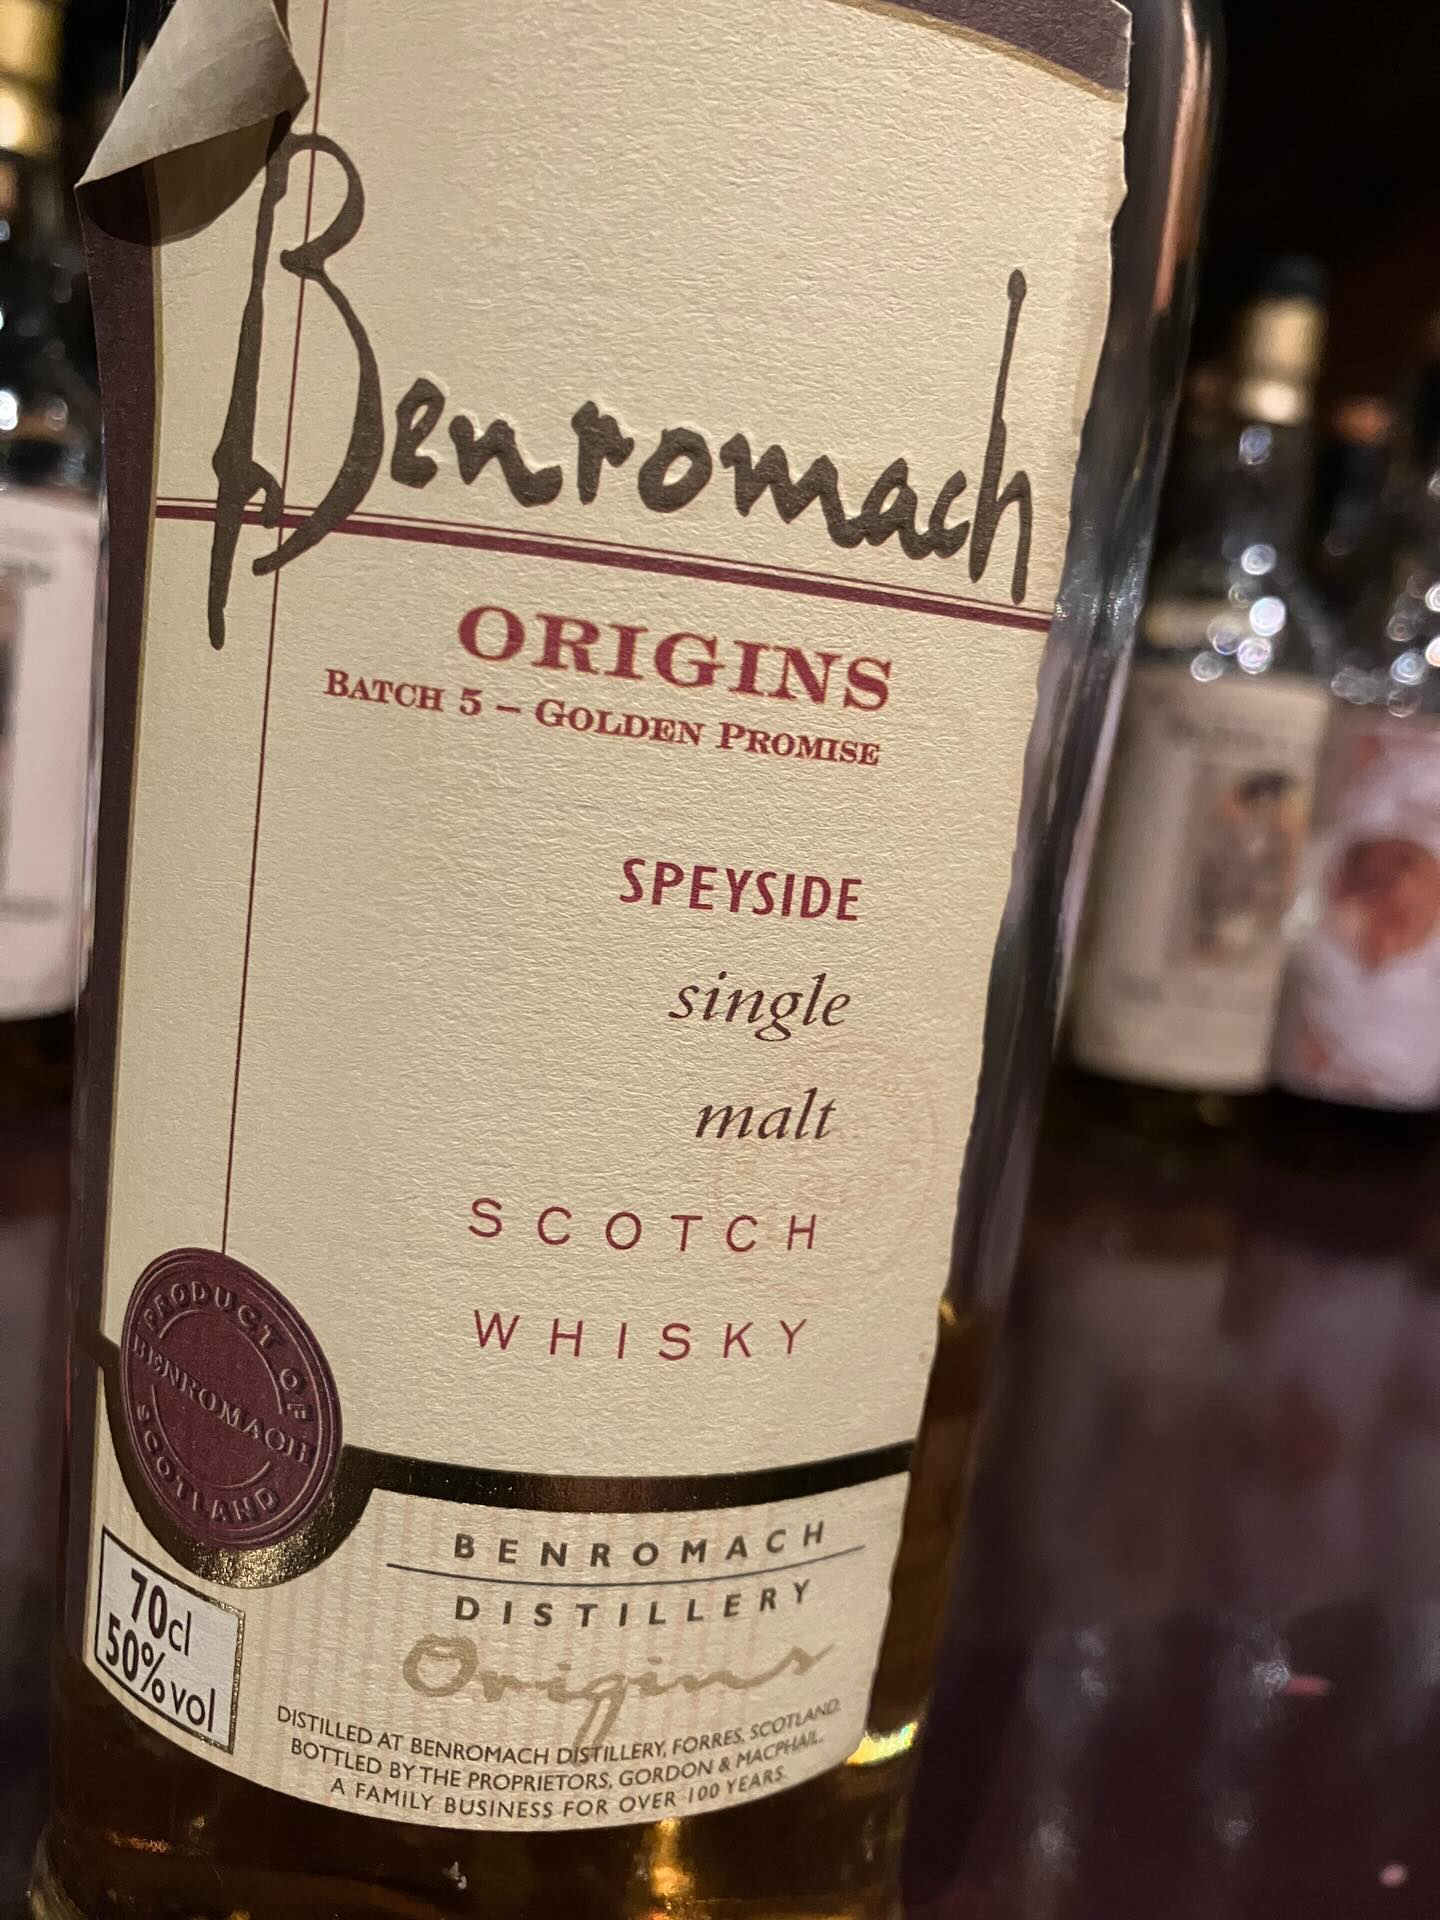 Benromach
ORIGINS
BATCH 5 – GOLDEN PROMISE
SPEYSIDE
single
malt
SCOTCH
WHISKY
PRODUCT OF
BENROMACH
SCOTLAND
BENROMACH
DISTILLERY
Origins
70cl
50%vol
DISTILLED AT BENROMACH DISTILLERY, FORRES, SCOTLAND.
BOTTLED BY THE PROPRIETORS, GORDON & MACPHAIL.
A FAMILY BUSINESS FOR OVER 100 YEARS.